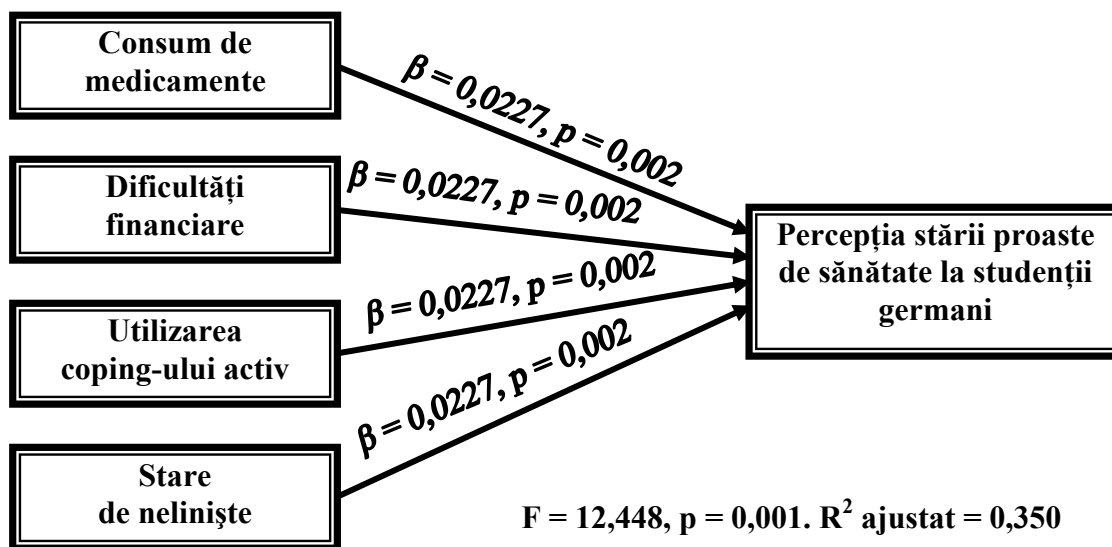 Consum de
medicamente
β = 0,0227, p = 0,002
Dificultăți
financiare
β = 0,0227, p = 0,002
Utilizarea
coping-ului activ
β = 0,0227, p = 0,002
Stare
de nelinişte
β = 0,0227, p = 0,002
Percepția stării proaste
de sănătate la studenții
germani
F = 12,448, p = 0,001. R² ajustat = 0,350